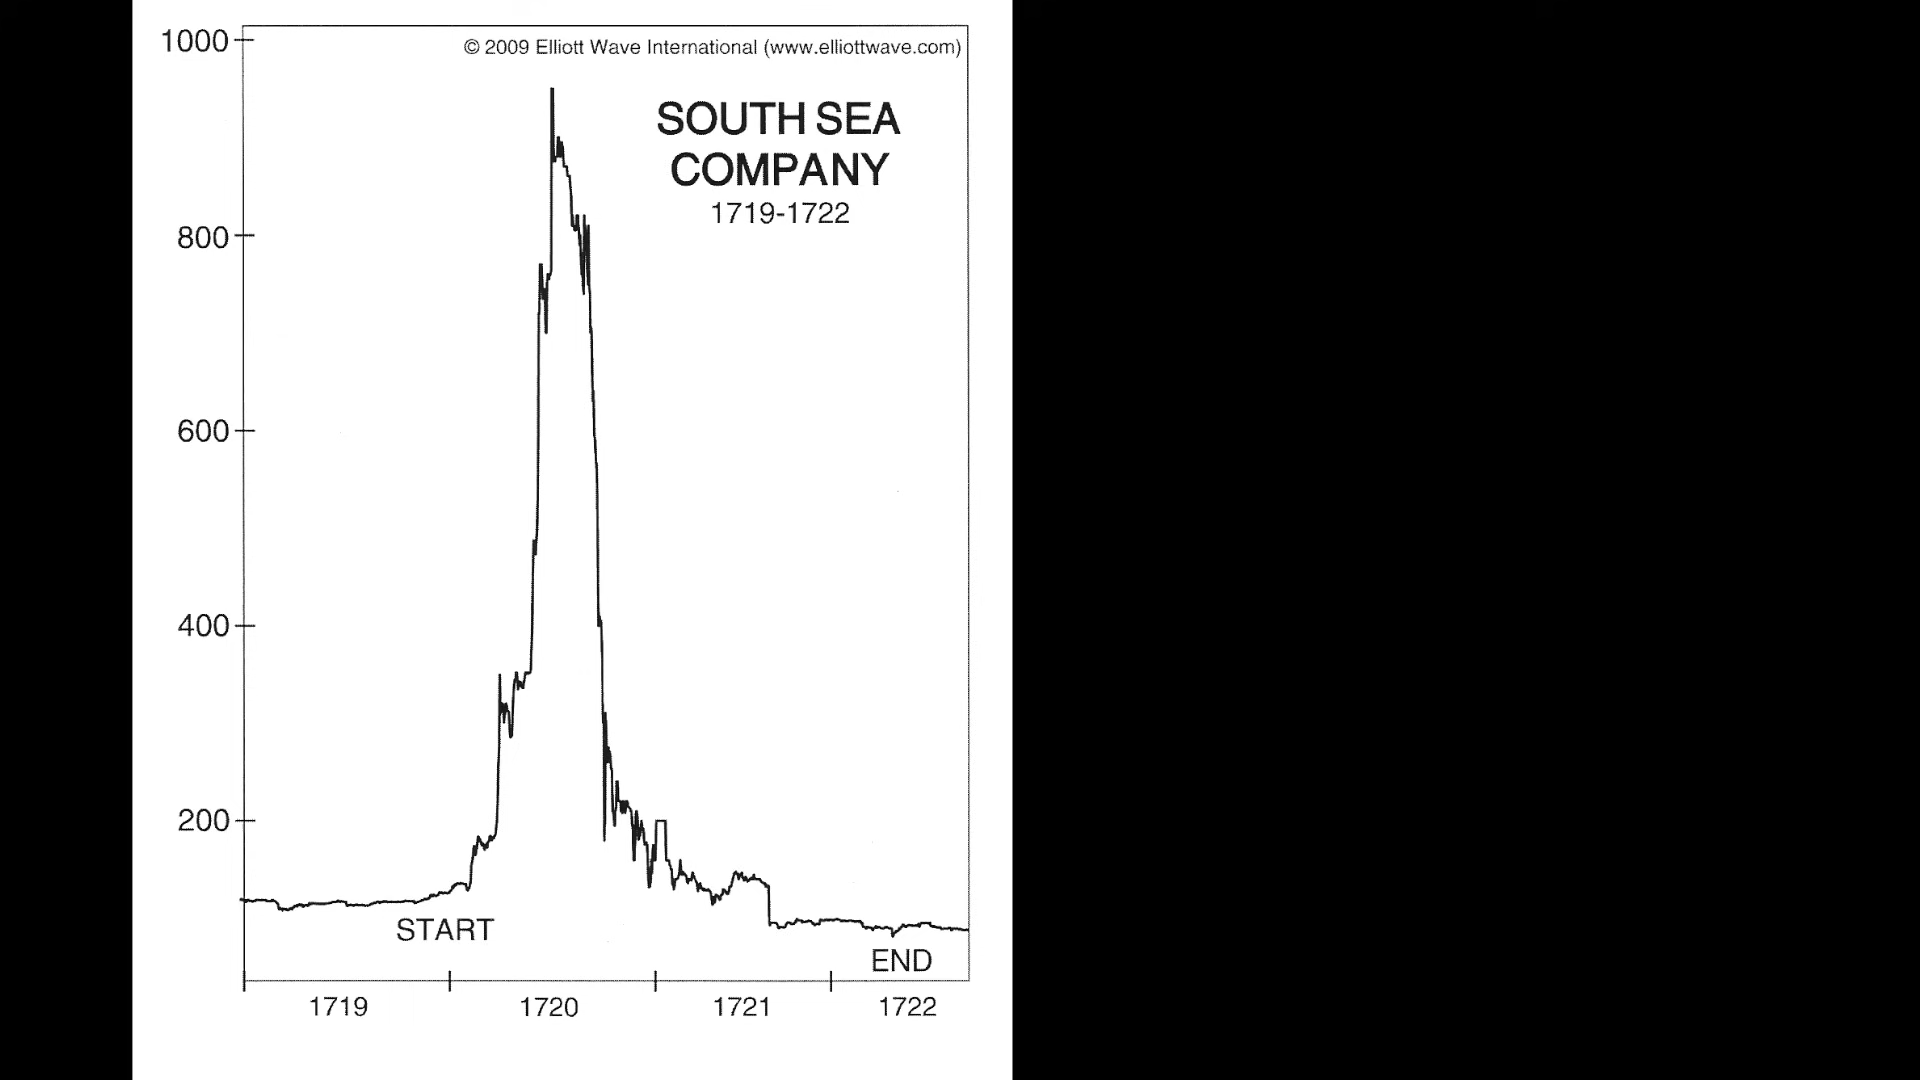 © 2009 Elliott Wave International (www.elliottwave.com)
SOUTH SEA
COMPANY
1719-1722
1000
800
600
400
200
START
END
1719 1720 1721 1722